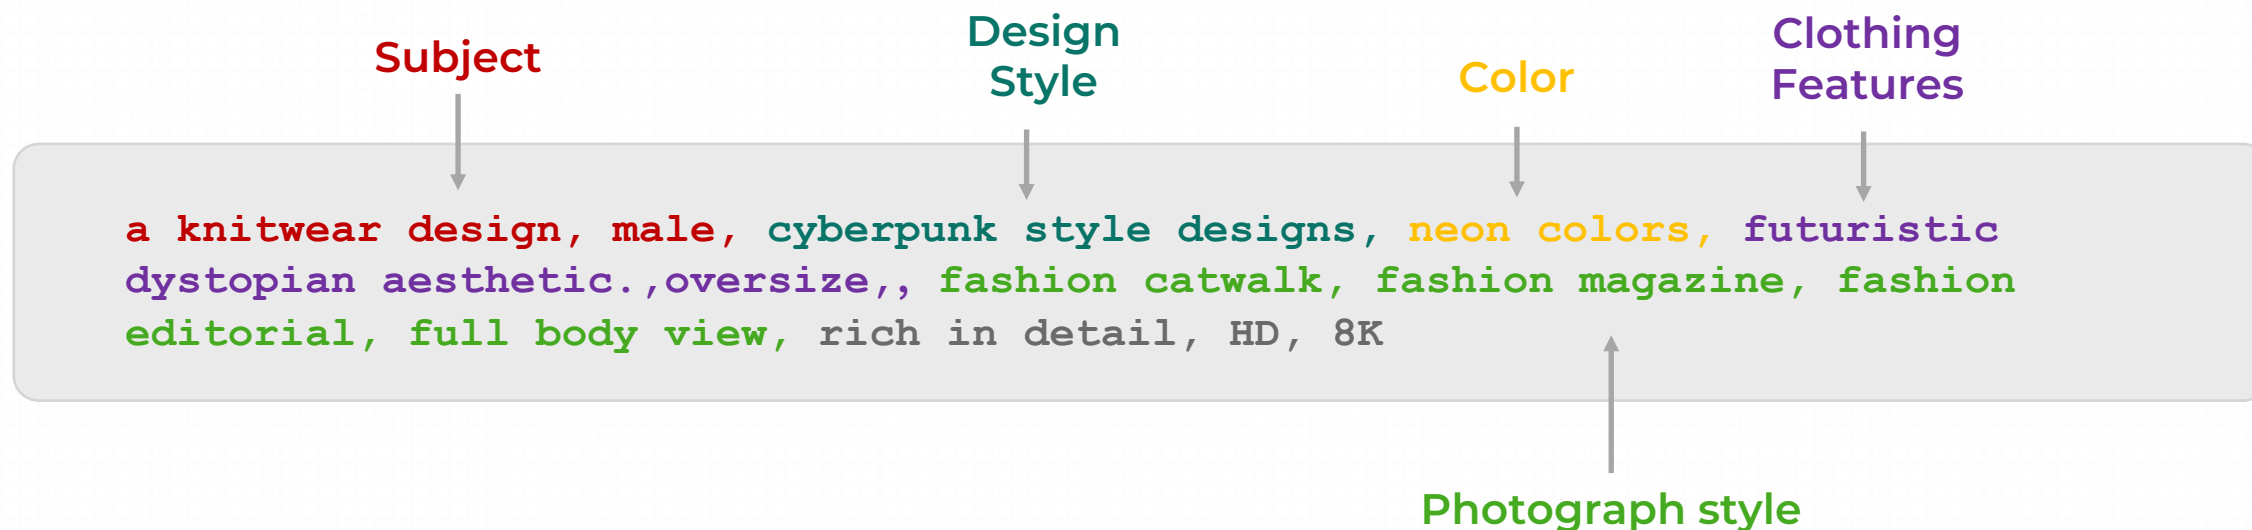 Subject
Design
Style
Color
Clothing
Features
a knitwear design, male, cyberpunk style designs, neon colors, futuristic
dystopian aesthetic.,oversize,, fashion catwalk, fashion magazine, fashion
editorial, full body view, rich in detail, HD, 8K
Photograph style